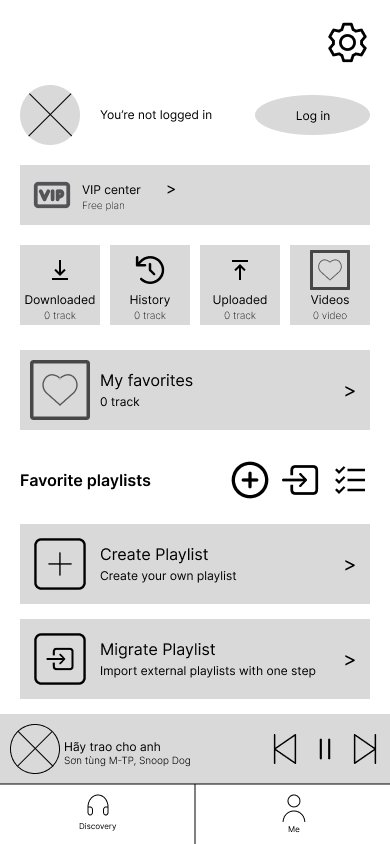 You're not logged in
Log in
VIP
VIP center >
Free plan
Downloaded
0 track
History
0 track
Uploaded
0 track
Videos
0 video
My favorites
0 track
>
Favorite playlists
Create Playlist
Create your own playlist
>
Migrate Playlist
Import external playlists with one step
>
Hãy trao cho anh
Sơn tùng M-TP, Snoop Dog
Discovery
Me